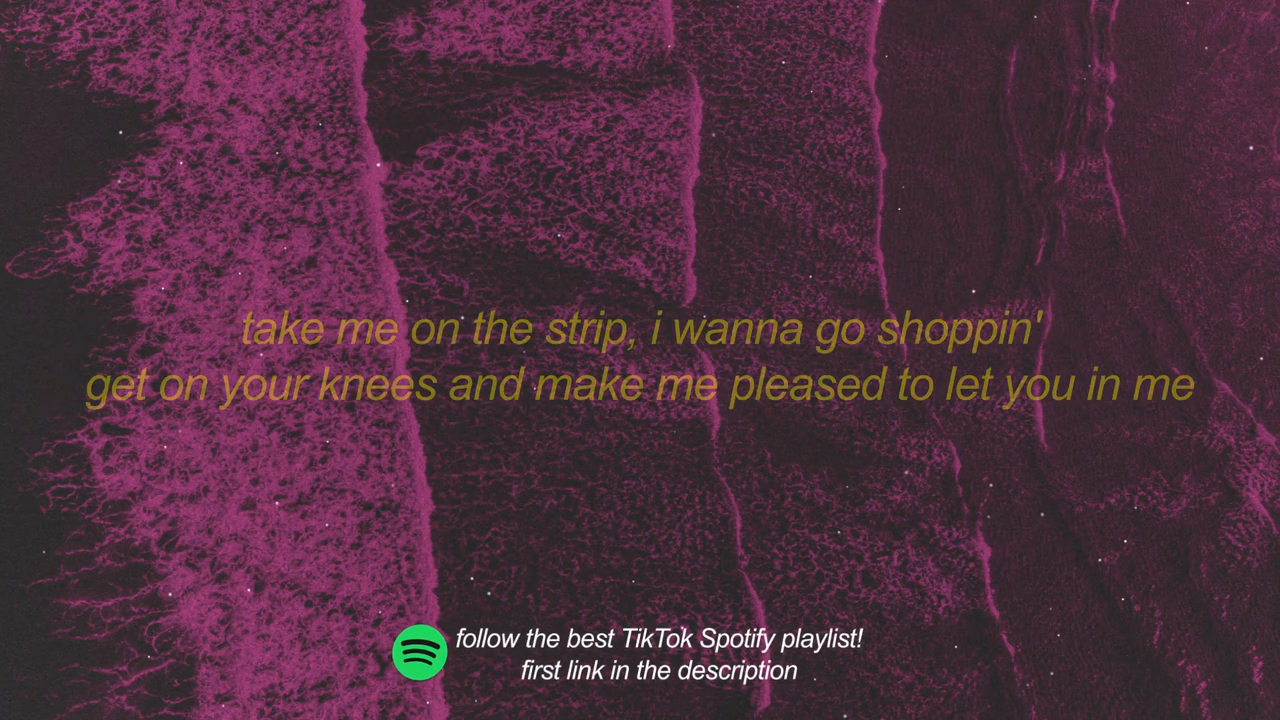 take me on the strip, i wanna go shoppin'
get on your knees and make me pleased to let you in me
follow the best TikTok Spotify playlist!
first link in the description